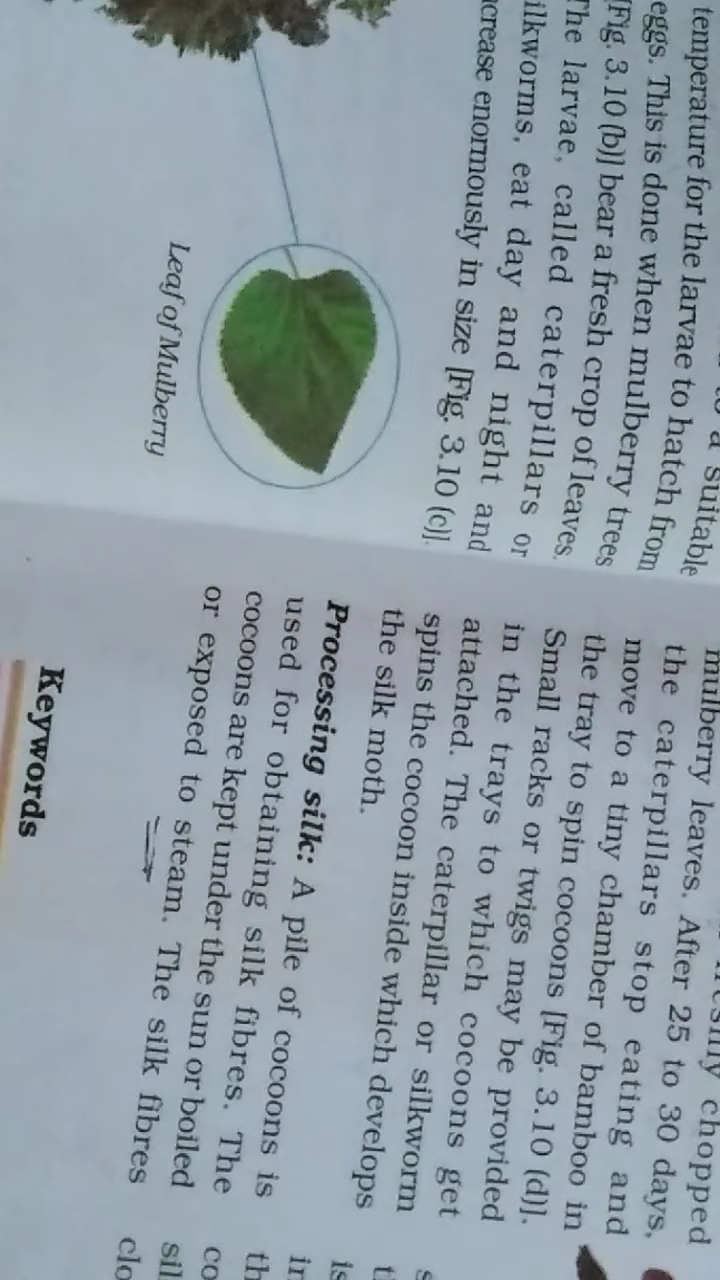 a suitable
temperature for the larvae to hatch from
eggs. This is done when mulberry trees
[Fig. 3.10 (b)] bear a fresh crop of leaves.
The larvae, called caterpillars or
ilkworms, eat day and night and
crease enormously in size [Fig. 3.10 (c)].
Leaf of Mulberry
chopped
mulberry leaves. After 25 to 30 days,
the caterpillars stop eating and
move to a tiny chamber of bamboo in
the tray to spin cocoons [Fig. 3.10 (d)].
Small racks or twigs may be provided
in the trays to which cocoons get
attached. The caterpillar or silkworm
spins the cocoon inside which develops
the silk moth.
Processing silk: A pile of cocoons is
used for obtaining silk fibres. The
cocoons are kept under the sun or boiled
or exposed to steam. The silk fibres
Keywords